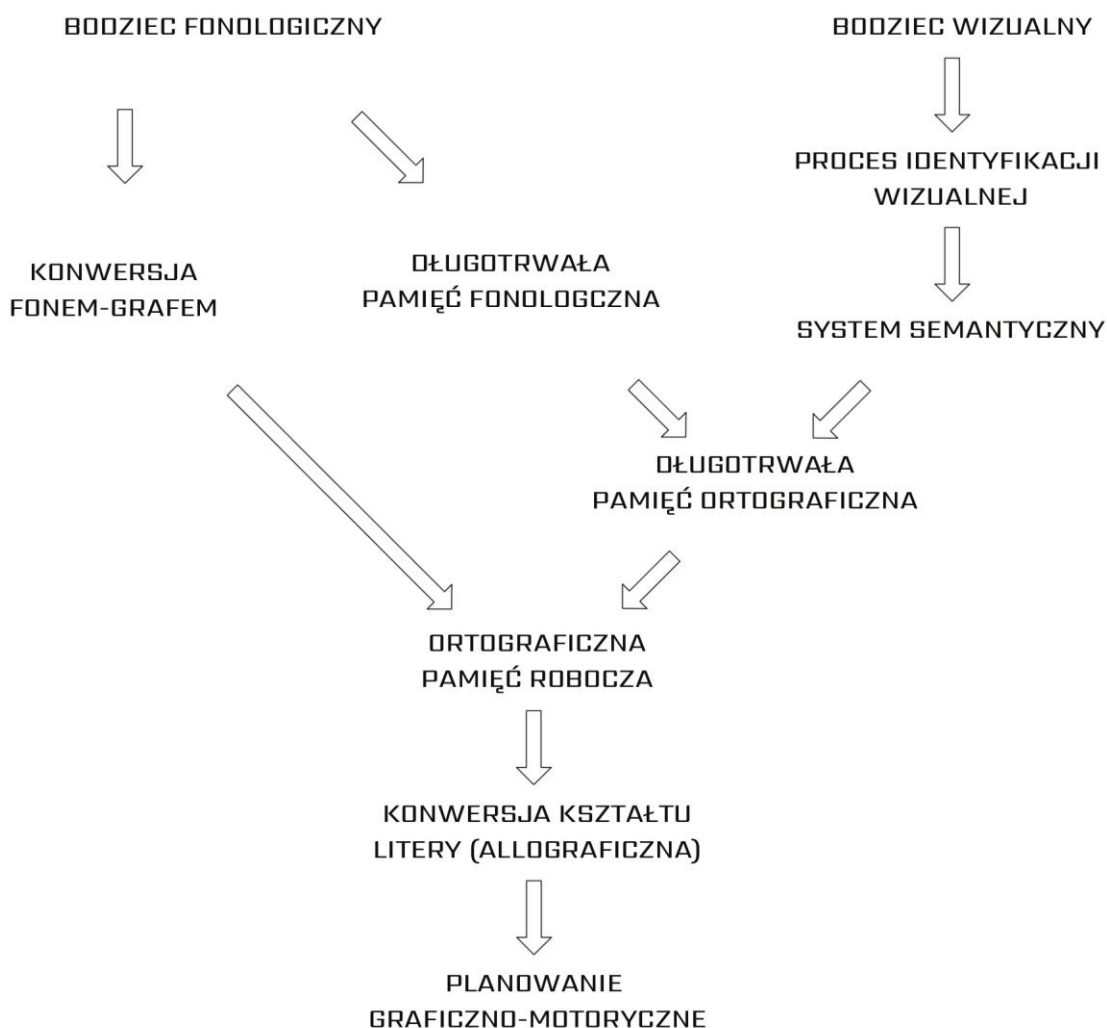 BODZIEC FONOLOGICZNY
BODZIEC WIZUALNY
PROCES IDENTYFIKACJI
WIZUALNEJ
KONWERSJA
FONEM-GRAFEM
DŁUGOTRWAŁA
PAMIĘĆ FONOLOGCZNA
SYSTEM SEMANTYCZNY
DŁUGOTRWAŁA
PAMIĘĆ ORTOGRAFICZNA
ORTOGRAFICZNA
PAMIĘĆ ROBOCZA
KONWERSJA KSZTAŁTU
LITERY (ALLOGRAFICZNA)
PLANOWANIE
GRAFICZNO-MOTORYCZNE